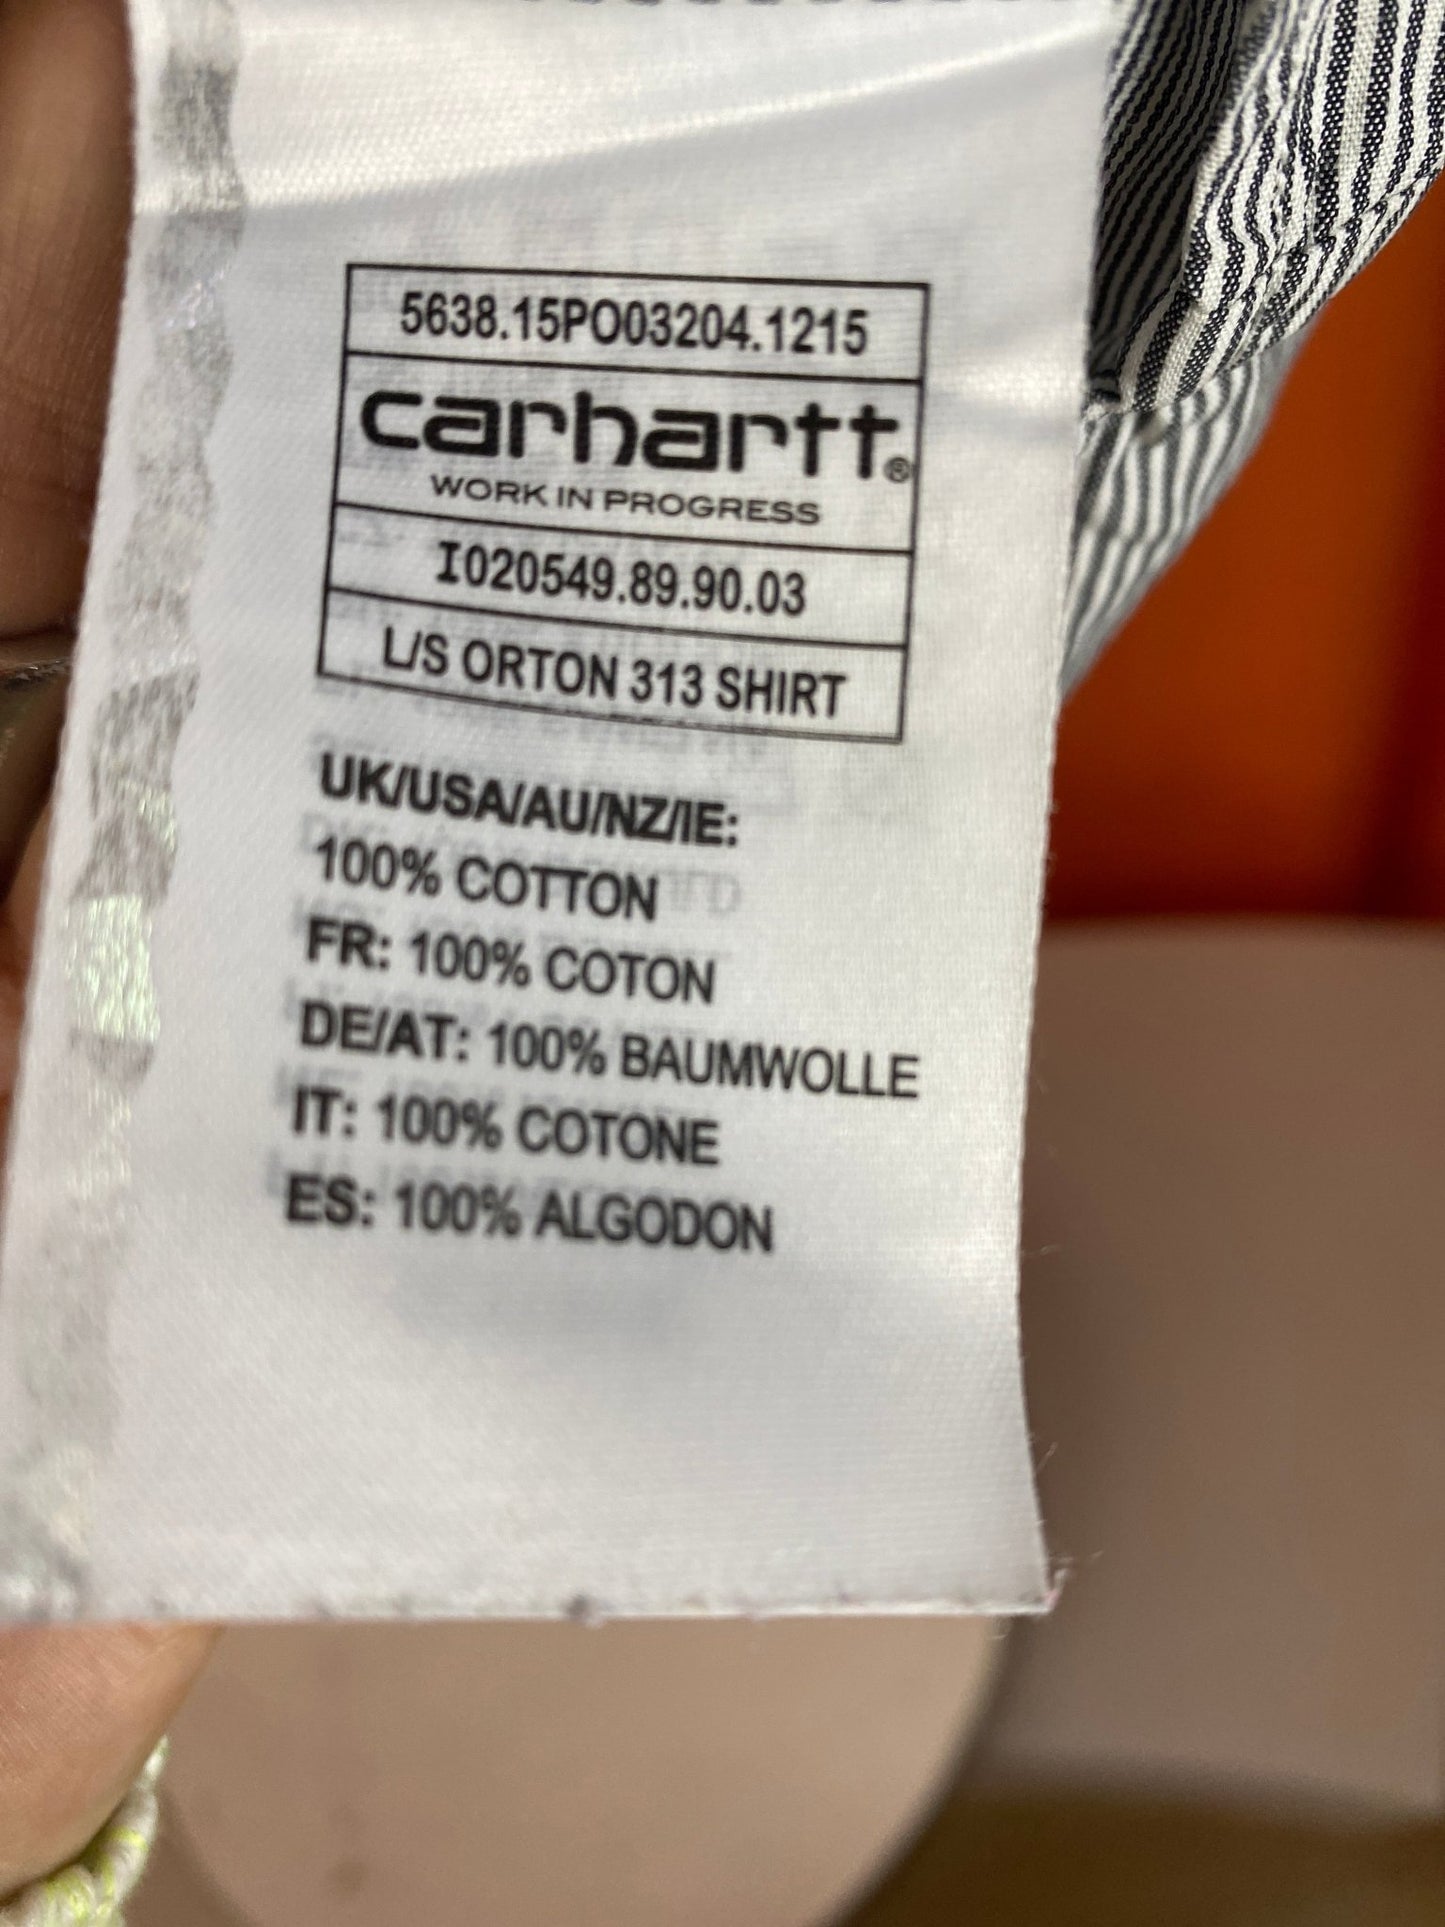 5638.15PO03204.1215
carhartt®
WORK IN PROGRESS
I020549.89.90.03
L/S ORTON 313 SHIRT
UK/USA/AU/NZ/IE:
100% COTTON
FR: 100% COTON
DE/AT: 100% BAUMWOLLE
IT: 100% COTONE
ES: 100% ALGODON